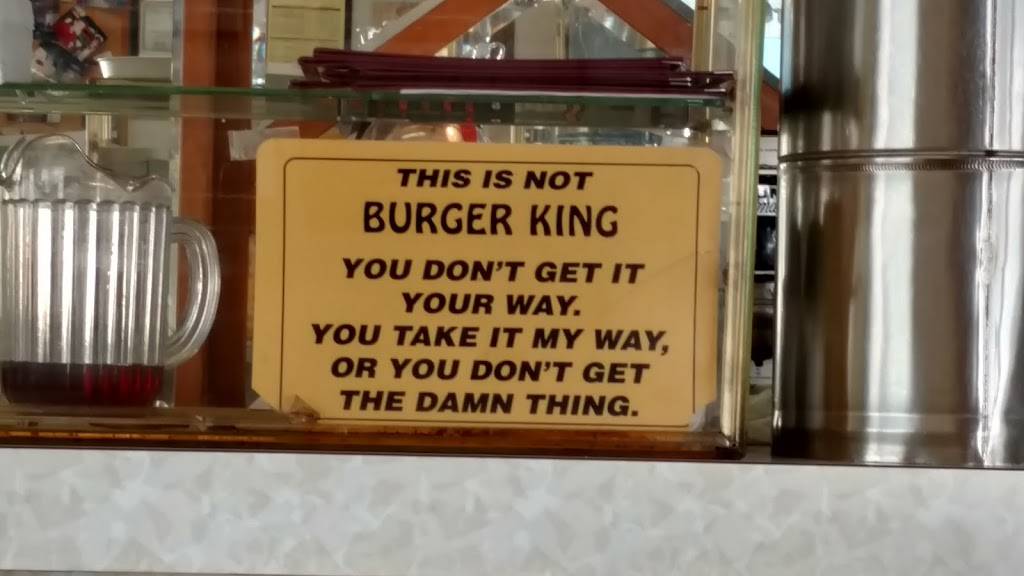 THIS IS NOT
BURGER KING
YOU DON'T GET IT
YOUR WAY.
YOU TAKE IT MY WAY,
OR YOU DON'T GET
THE DAMN THING.